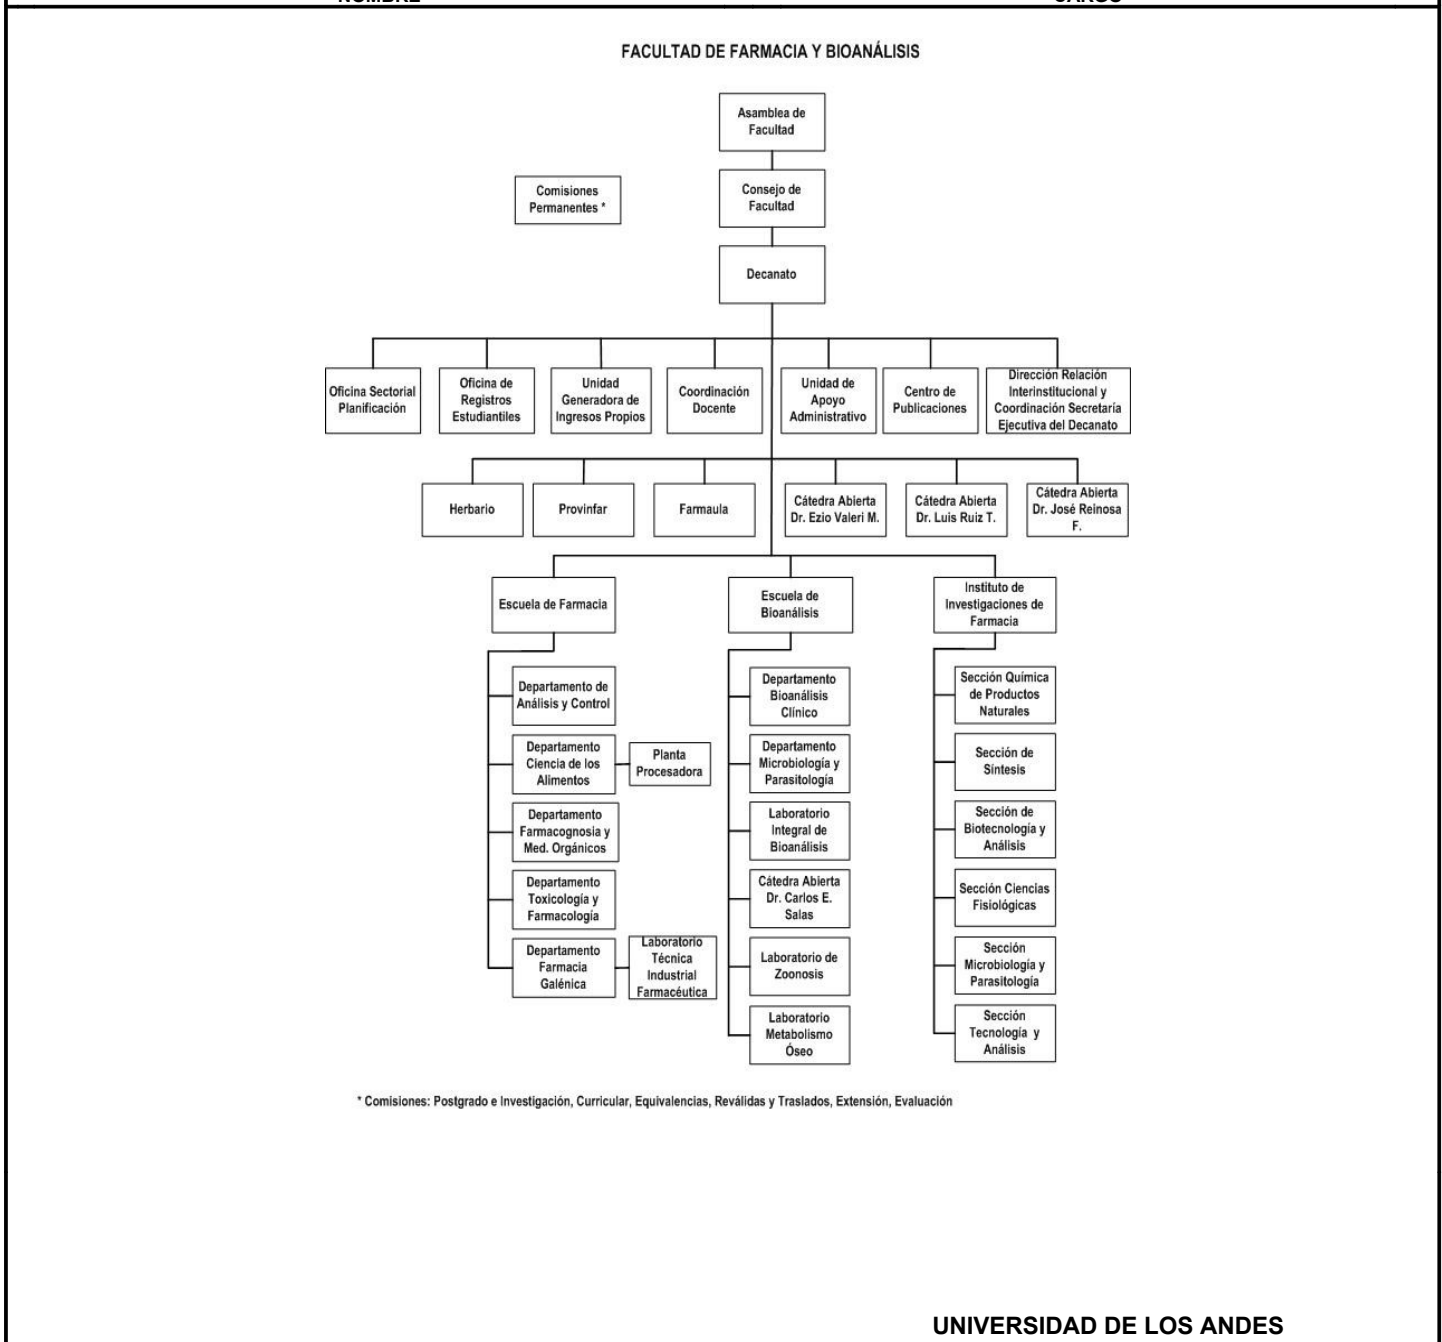 NOMBRE
CARGO
FACULTAD DE FARMACIA Y BIOANÁLISIS
Asamblea de
Facultad
Comisiones
Permanentes *
Consejo de
Facultad
Decanato
Oficina Sectorial
Planificación
Oficina de
Registros
Estudiantiles
Unidad
Generadora de
Ingresos Propios
Coordinación
Docente
Unidad de
Apoyo
Administrativo
Centro de
Publicaciones
Dirección Relación
Interinstitucional y
Coordinación Secretaría
Ejecutiva del Decanato
Herbario
Provinfar
Farmaula
Cátedra Abierta
Dr. Ezio Valeri M.
Cátedra Abierta
Dr. Luis Ruiz T.
Cátedra Abierta
Dr. José Reinosa
F.
Escuela de Farmacia
Departamento de
Análisis y Control
Departamento
Ciencia de los
Alimentos
Planta
Procesadora
Departamento
Farmacognosia y
Med. Orgánicos
Departamento
Toxicología y
Farmacología
Departamento
Farmacia
Galénica
Laboratorio
Técnica
Industrial
Farmacéutica
Escuela de
Bioanálisis
Departamento
Bioanálisis
Clínico
Departamento
Microbiología y
Parasitología
Laboratorio
Integral de
Bioanálisis
Cátedra Abierta
Dr. Carlos E.
Salas
Laboratorio de
Zoonosis
Laboratorio
Metabolismo
Óseo
Instituto de
Investigaciones de
Farmacia
Sección Química
de Productos
Naturales
Sección de
Síntesis
Sección de
Biotecnología y
Análisis
Sección Ciencias
Fisiológicas
Sección
Microbiología y
Parasitología
Sección
Tecnología y
Análisis
* Comisiones: Postgrado e Investigación, Curricular, Equivalencias, Reválidas y Traslados, Extensión, Evaluación
UNIVERSIDAD DE LOS ANDES